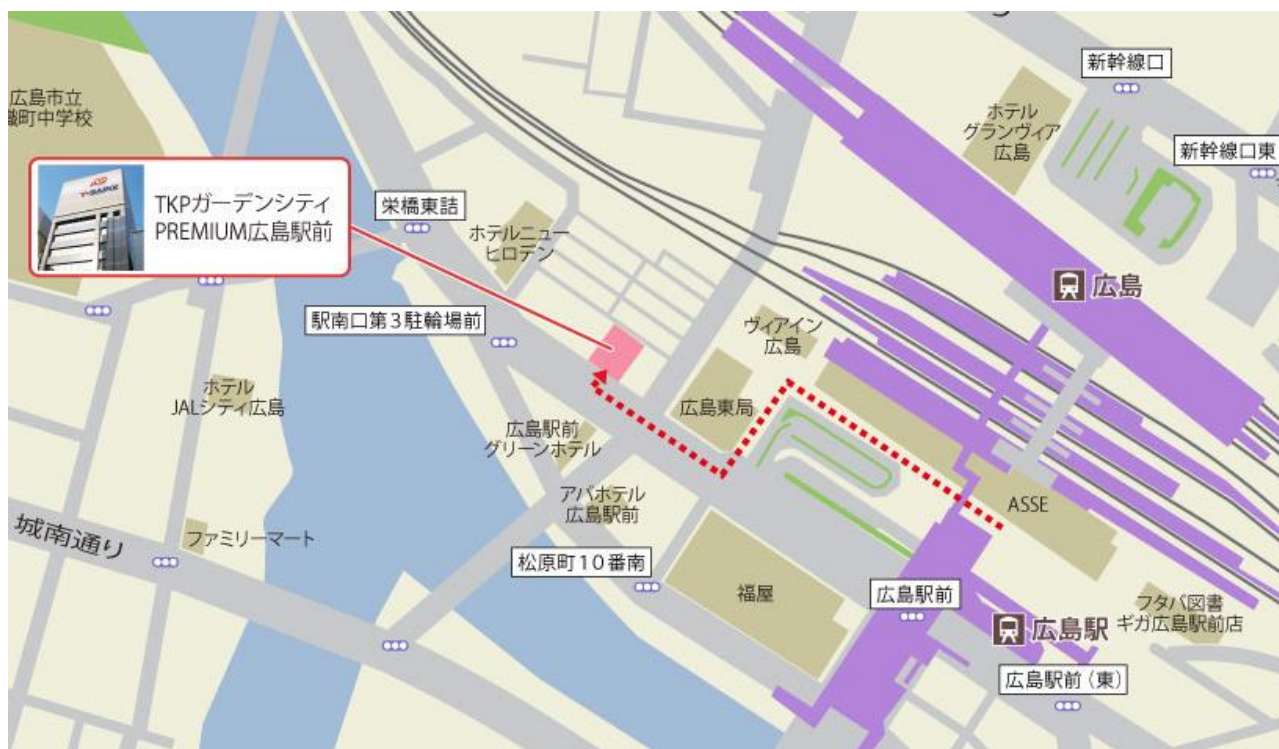 新幹線口
ホテル
グランヴィア
広島
新幹線口東
広島市立
幟町中学校
TKPガーデンシティ
PREMIUM広島駅前
栄橋東詰
ホテルニュー
ヒロデン
広島
駅南口第3駐輪場前
ヴィアイン
広島
ホテル
JALシティ広島
広島東局
広島駅前
グリーンホテル
アパホテル
広島駅前
ASSE
城南通り
ファミリーマート
松原町10番南
福屋
広島駅前
フタバ図書
ギガ広島駅前店
広島駅
広島駅前(東)